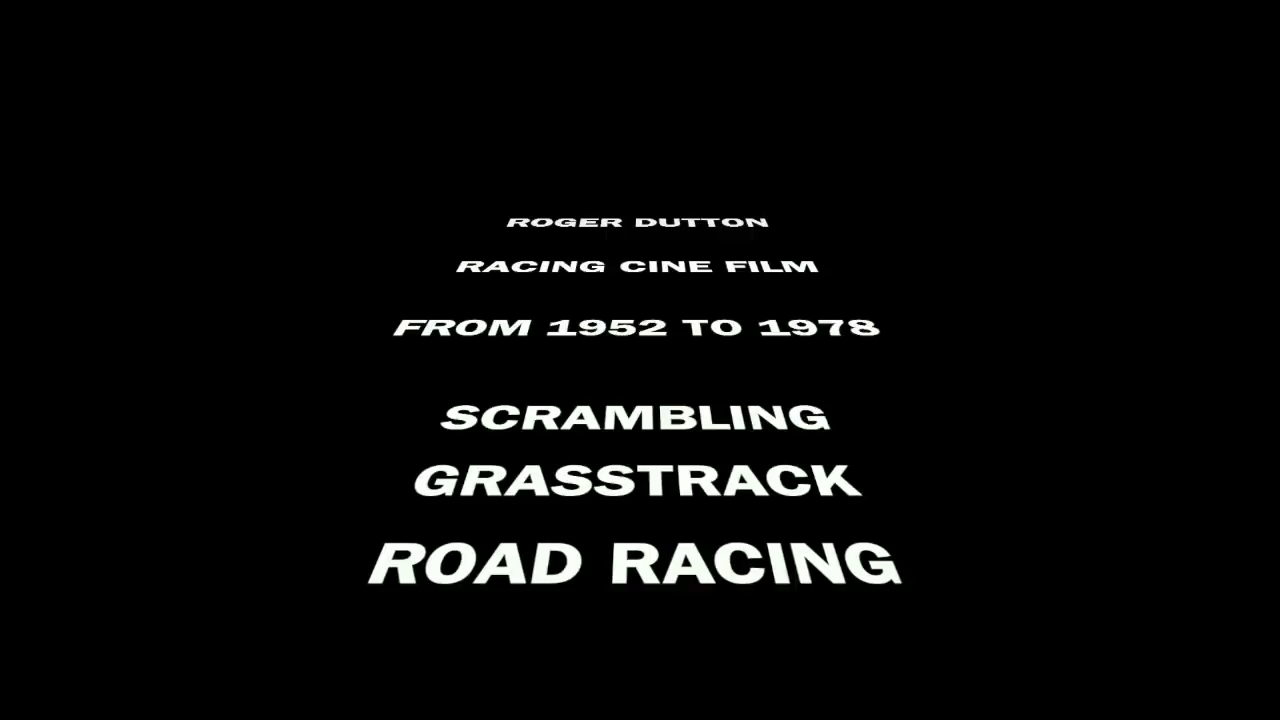 ROGER DUTTON
RACING CINE FILM
FROM 1952 TO 1978
SCRAMBLING
GRASSTRACK
ROAD RACING